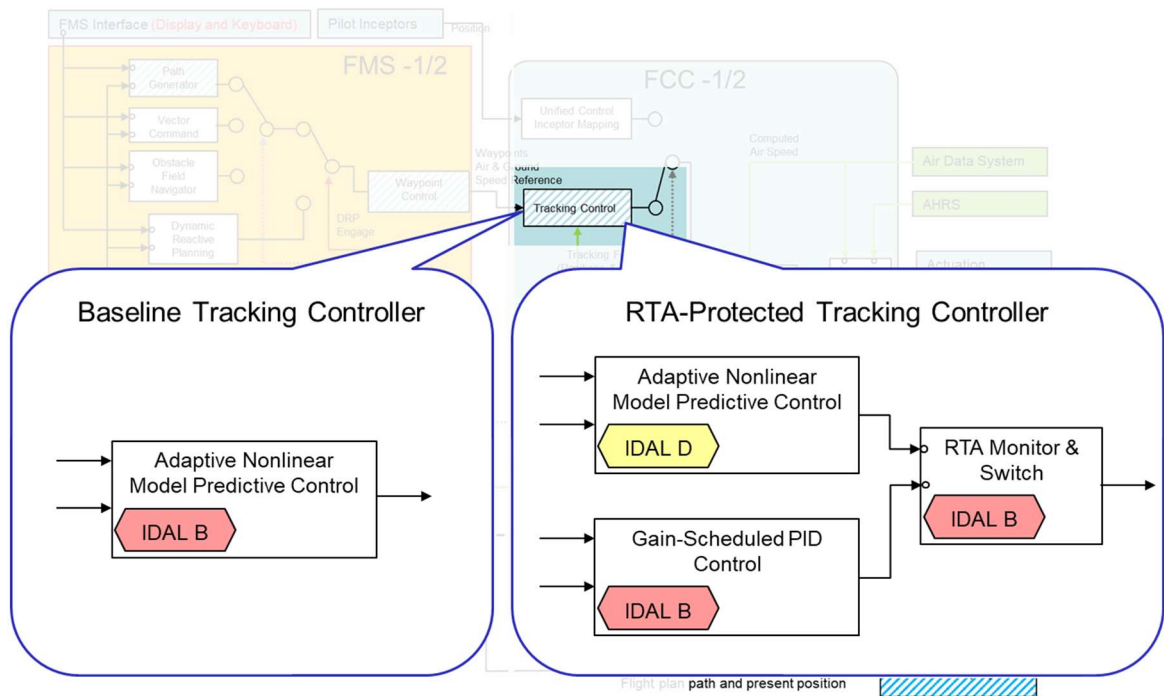 FMS Interface (Display and Keyboard)
Pilot Inceptors
Position
FMS -1/2
FCC -1/2
Path
Generator
Vector
Command
Obstacle
Field
Navigator
Dynamic
Reactive
Planning
DRP
Engage
Waypoint
Control
Waypoints
Air & Ground
Speed Reference
Unified Control
Inceptor Mapping
Tracking Control
Computed
Air Speed
Air Data System
AHRS
Actuation
Baseline Tracking Controller
Adaptive Nonlinear
Model Predictive Control
IDAL B
RTA-Protected Tracking Controller
Adaptive Nonlinear
Model Predictive Control
IDAL D
Gain-Scheduled PID
Control
IDAL B
RTA Monitor &
Switch
IDAL B
Flight plan path and present position